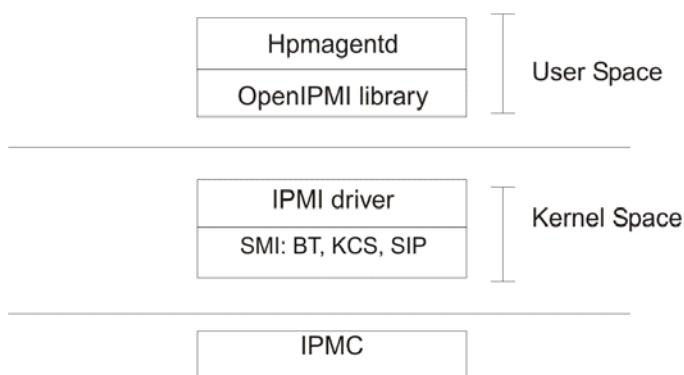 Hpmagentd
OpenIPMI library
User Space
IPMI driver
SMI: BT, KCS, SIP
Kernel Space
IPMC